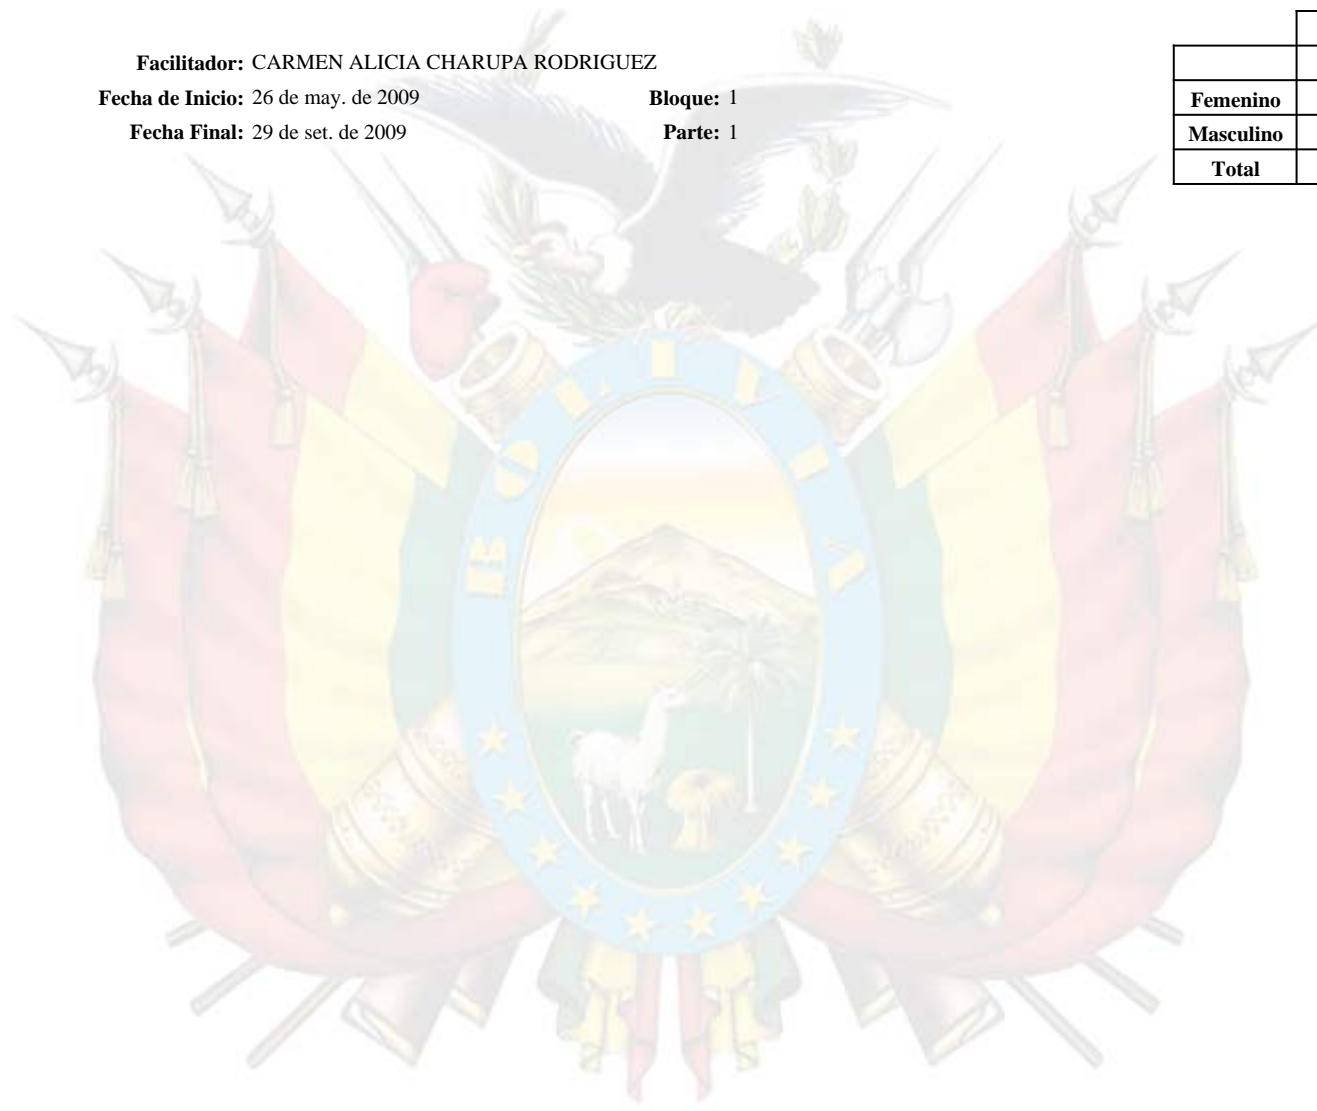 Facilitador: CARMEN ALICIA CHARUPA RODRIGUEZ
Fecha de Inicio: 26 de may. de 2009 Bloque: 1
Fecha Final: 29 de set. de 2009 Parte: 1
Femenino
Masculino
Total
BOLIVIA